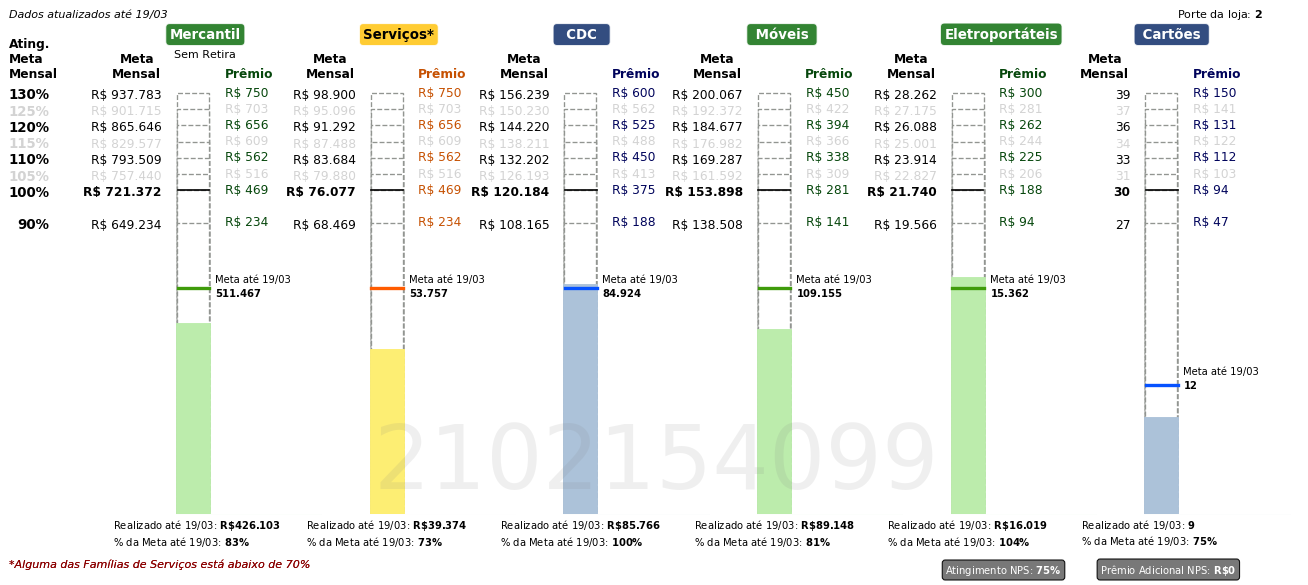 Dados atualizados até 19/03 Porte da loja: 2
Mercantil Serviços* CDC Móveis Eletroportáteis Cartões
Sem Retira
Ating. Meta Mensal Meta Mensal Prêmio Meta Mensal Prêmio Meta Mensal Prêmio Meta Mensal Prêmio Meta Mensal Prêmio Meta Mensal Prêmio
130% R$ 937.783 R$ 750 R$ 98.900 R$ 750 R$ 156.239 R$ 600 R$ 200.067 R$ 450 R$ 28.262 R$ 300 39 R$ 150
125% R$ 901.715 R$ 703 R$ 95.096 R$ 703 R$ 150.230 R$ 562 R$ 192.372 R$ 422 R$ 27.175 R$ 281 37 R$ 141
120% R$ 865.646 R$ 656 R$ 91.292 R$ 656 R$ 144.220 R$ 525 R$ 184.677 R$ 394 R$ 26.088 R$ 262 36 R$ 131
115% R$ 829.577 R$ 609 R$ 87.488 R$ 609 R$ 138.211 R$ 488 R$ 176.982 R$ 366 R$ 25.001 R$ 244 34 R$ 122
110% R$ 793.509 R$ 562 R$ 83.684 R$ 562 R$ 132.202 R$ 450 R$ 169.287 R$ 338 R$ 23.914 R$ 225 33 R$ 112
105% R$ 757.440 R$ 516 R$ 79.880 R$ 516 R$ 126.193 R$ 413 R$ 161.592 R$ 309 R$ 22.827 R$ 206 31 R$ 103
100% R$ 721.372 R$ 469 R$ 76.077 R$ 469 R$ 120.184 R$ 375 R$ 153.898 R$ 281 R$ 21.740 R$ 188 30 R$ 94
90% R$ 649.234 R$ 234 R$ 68.469 R$ 234 R$ 108.165 R$ 188 R$ 138.508 R$ 141 R$ 19.566 R$ 94 27 R$ 47
Meta até 19/03 Meta até 19/03 Meta até 19/03 Meta até 19/03 Meta até 19/03
511.467 53.757 84.924 109.155 15.362
Meta até 19/03
12
2102154099
Realizado até 19/03: R$426.103 Realizado até 19/03: R$39.374 Realizado até 19/03: R$85.766 Realizado até 19/03: R$89.148 Realizado até 19/03: R$16.019 Realizado até 19/03: 9
% da Meta até 19/03: 83% % da Meta até 19/03: 73% % da Meta até 19/03: 100% % da Meta até 19/03: 81% % da Meta até 19/03: 104% % da Meta até 19/03: 75%
*Alguma das Famílias de Serviços está abaixo de 70% Atingimento NPS: 75% Prêmio Adicional NPS: R$0